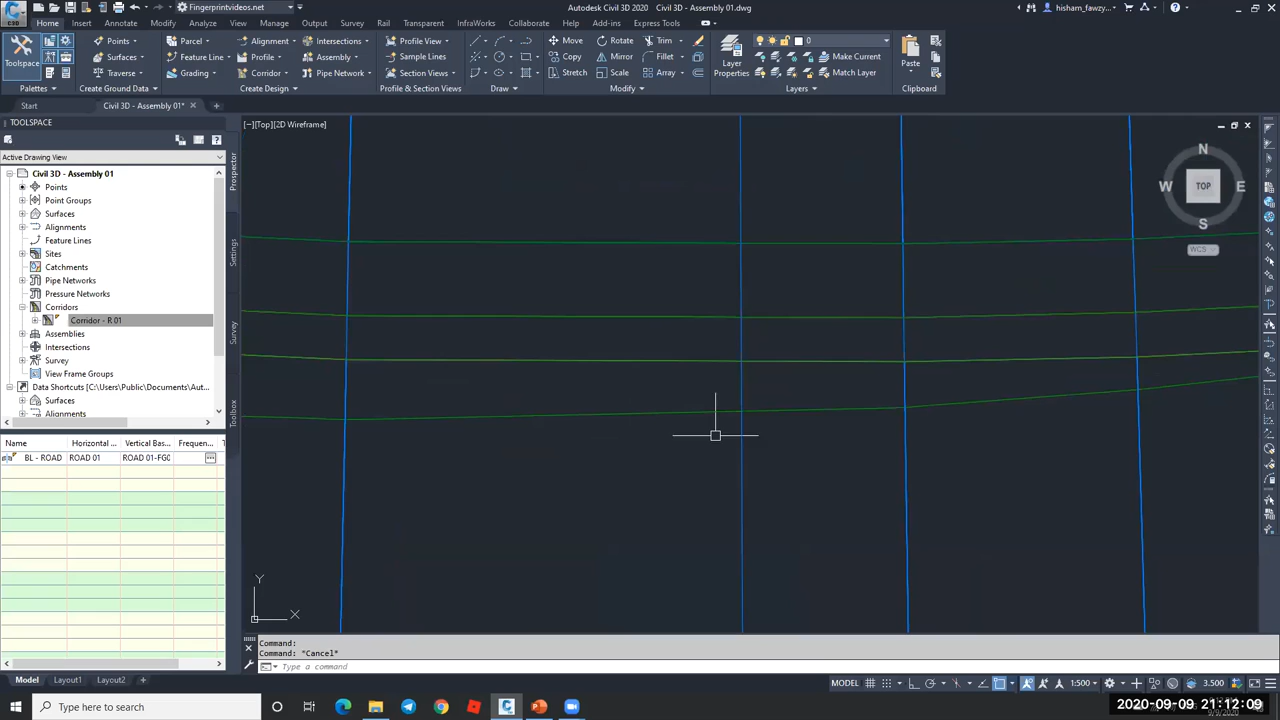 Fingerprintvideos.net
Autodesk Civil 3D 2020 Civil 3D - Assembly 01.dwg
hisham_fawzy...
C3D
Home Insert Annotate Modify Analyze View Manage Output Survey Rail Transparent InfraWorks Collaborate Help Add-ins Express Tools
Toolspace
Palettes
Points
Surfaces
Traverse
Create Ground Data
Parcel
Feature Line
Grading
Alignment
Profile
Corridor
Intersections
Assembly
Pipe Network
Create Design
Profile View
Sample Lines
Section Views
Profile & Section Views
Draw
Move
Copy
Stretch
Rotate
Mirror
Scale
Trim
Fillet
Array
Modify
Layer
Properties
0
Make Current
Match Layer
Layers
Paste
Clipboard
Start
Civil 3D - Assembly 01*
TOOLSPACE
Active Drawing View
Civil 3D - Assembly 01
Points
Point Groups
Surfaces
Alignments
Feature Lines
Sites
Catchments
Pipe Networks
Pressure Networks
Corridors
Corridor - R 01
Assemblies
Intersections
Survey
View Frame Groups
Data Shortcuts [C:\Users\Public\Documents\Aut...
Surfaces
Alignments
Prospector
Settings
Survey
Toolbox
Name Horizontal Vertical Bas Frequen T
BL - ROAD ROAD 01 ROAD 01-FG0
[−][Top][2D Wireframe]
N
W TOP E
S
WCS
Y
X
Command:
Command: *Cancel*
Type a command
Model Layout1 Layout2
MODEL
1:500
3.500
Type here to search
2020-09-09 21:12:09
9/9/2020